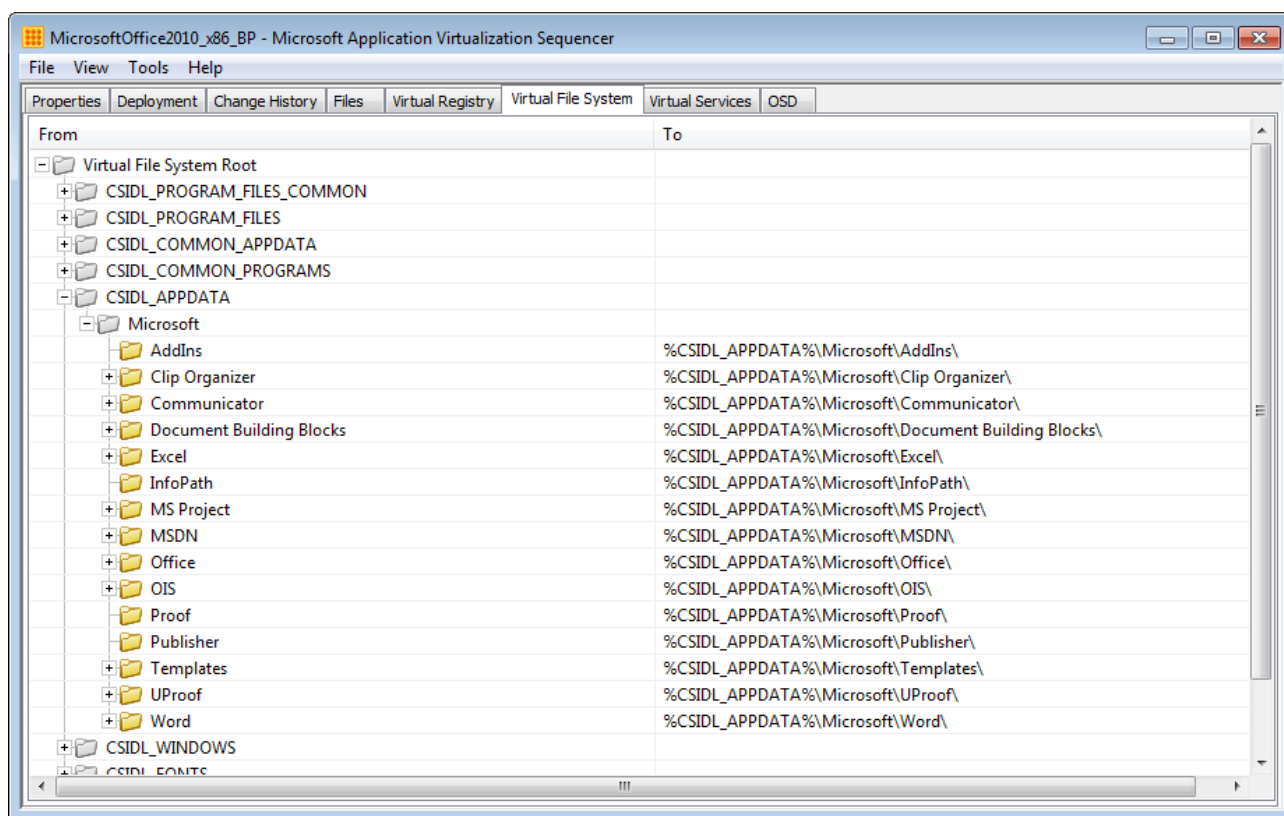 MicrosoftOffice2010_x86_BP - Microsoft Application Virtualization Sequencer
File View Tools Help
Properties Deployment Change History Files Virtual Registry Virtual File System Virtual Services OSD
From To
Virtual File System Root
CSIDL_PROGRAM_FILES_COMMON
CSIDL_PROGRAM_FILES
CSIDL_COMMON_APPDATA
CSIDL_COMMON_PROGRAMS
CSIDL_APPDATA
Microsoft
AddIns %CSIDL_APPDATA%\Microsoft\AddIns\
Clip Organizer %CSIDL_APPDATA%\Microsoft\Clip Organizer\
Communicator %CSIDL_APPDATA%\Microsoft\Communicator\
Document Building Blocks %CSIDL_APPDATA%\Microsoft\Document Building Blocks\
Excel %CSIDL_APPDATA%\Microsoft\Excel\
InfoPath %CSIDL_APPDATA%\Microsoft\InfoPath\
MS Project %CSIDL_APPDATA%\Microsoft\MS Project\
MSDN %CSIDL_APPDATA%\Microsoft\MSDN\
Office %CSIDL_APPDATA%\Microsoft\Office\
OIS %CSIDL_APPDATA%\Microsoft\OIS\
Proof %CSIDL_APPDATA%\Microsoft\Proof\
Publisher %CSIDL_APPDATA%\Microsoft\Publisher\
Templates %CSIDL_APPDATA%\Microsoft\Templates\
UProof %CSIDL_APPDATA%\Microsoft\UProof\
Word %CSIDL_APPDATA%\Microsoft\Word\
CSIDL_WINDOWS
CSIDL_FONTS